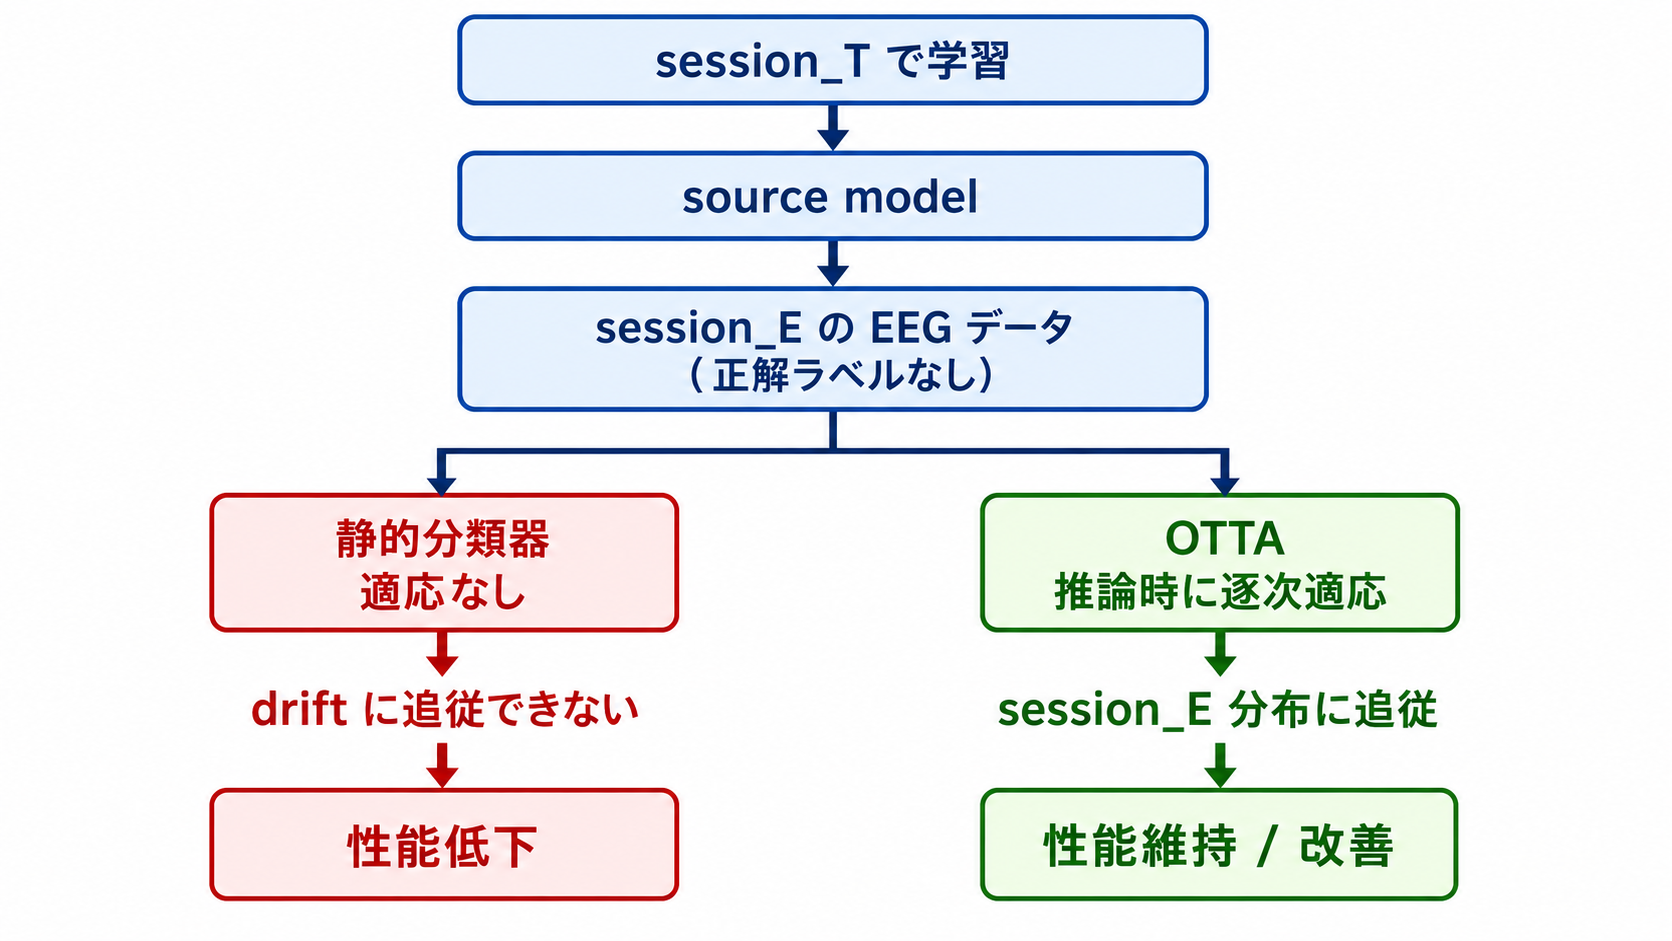 session_T で学習
source model
session_E の EEG データ
（正解ラベルなし）
静的分類器
適応なし
drift に追従できない
性能低下
OTTA
推論時に逐次適応
session_E 分布に追従
性能維持 / 改善